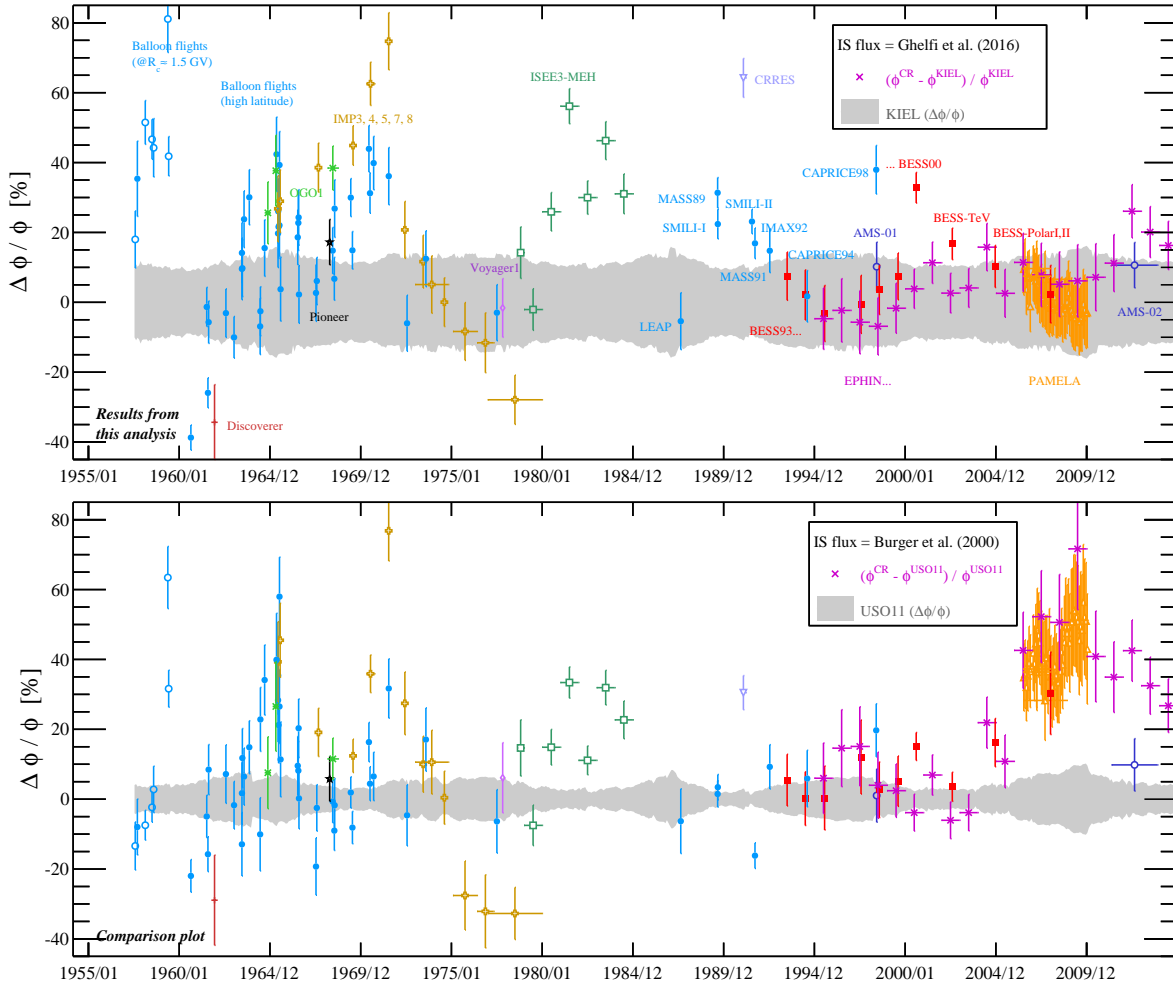 80
60
40
20
0
-20
-40
Δϕ/ϕ [%]
Balloon flights
(@R_c = 1.5 GV)
Balloon flights
(high latitude)
IMP3, 4, 5, 7, 8
OGO1
Pioneer
Discoverer
Voyager1
ISEE3-MEH
LEAP
MASS89
SMILI-I
CRRES
SMILI-II
IMAX92
MASS91
CAPRICE94
BESS93...
CAPRICE98
AMS-01
... BESS00
BESS-TeV
BESS-PolarI,II
EPHIN...
PAMELA
AMS-02
IS flux = Ghelfi et al. (2016)
(ϕ^CR - ϕ^KIEL) / ϕ^KIEL
KIEL (Δϕ/ϕ)
Results from
this analysis
1955/01 1960/01 1964/12 1969/12 1975/01 1980/01 1984/12 1989/12 1994/12 2000/01 2004/12 2009/12
80
60
40
20
0
-20
-40
Δϕ/ϕ [%]
IS flux = Burger et al. (2000)
(ϕ^CR - ϕ^USO11) / ϕ^USO11
USO11 (Δϕ/ϕ)
Comparison plot
1955/01 1960/01 1964/12 1969/12 1975/01 1980/01 1984/12 1989/12 1994/12 2000/01 2004/12 2009/12